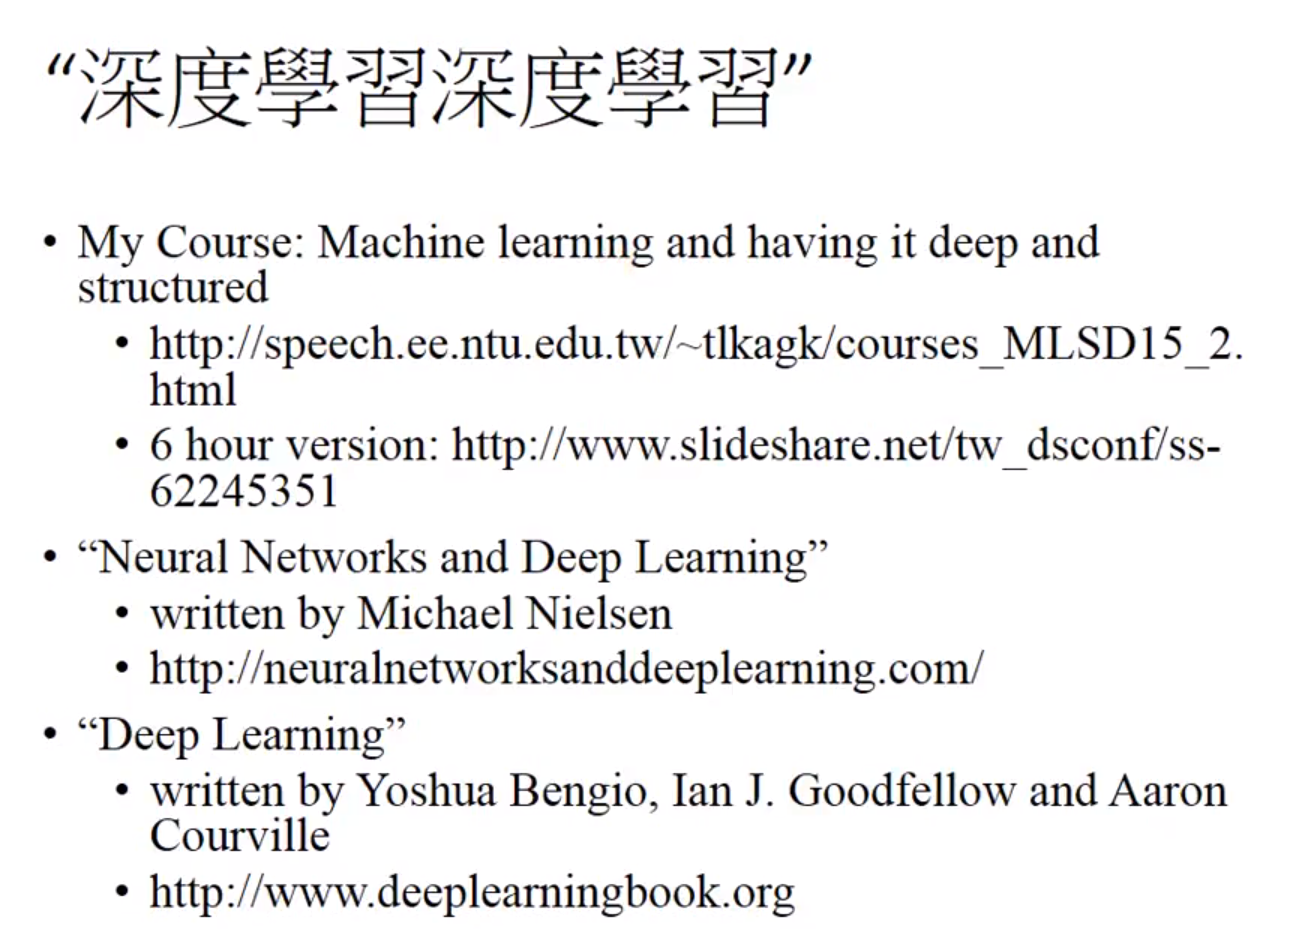 “深度學習深度學習”
• My Course: Machine learning and having it deep and
structured
• http://speech.ee.ntu.edu.tw/~tlkagk/courses_MLSD15_2.
html
• 6 hour version: http://www.slideshare.net/tw_dsconf/ss-
62245351
• “Neural Networks and Deep Learning”
• written by Michael Nielsen
• http://neuralnetworksanddeeplearning.com/
• “Deep Learning”
• written by Yoshua Bengio, Ian J. Goodfellow and Aaron
Courville
• http://www.deeplearningbook.org